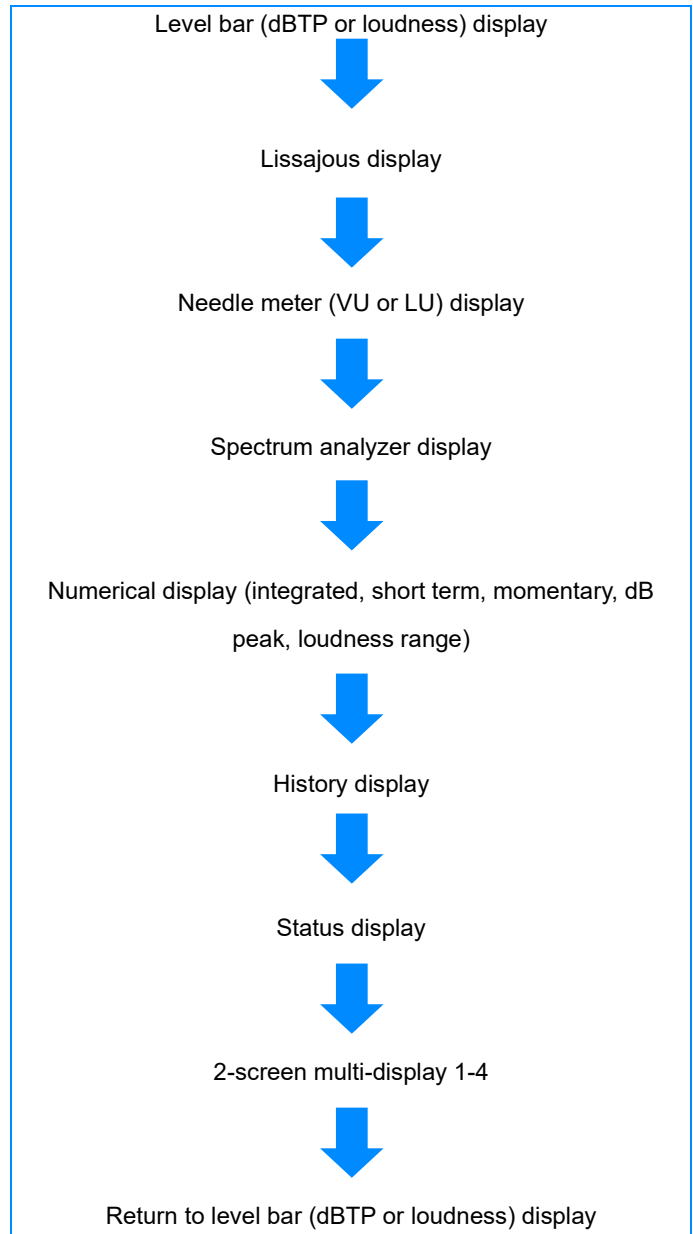 Level bar (dBTP or loudness) display
Lissajous display
Needle meter (VU or LU) display
Spectrum analyzer display
Numerical display (integrated, short term, momentary, dB
peak, loudness range)
History display
Status display
2-screen multi-display 1-4
Return to level bar (dBTP or loudness) display